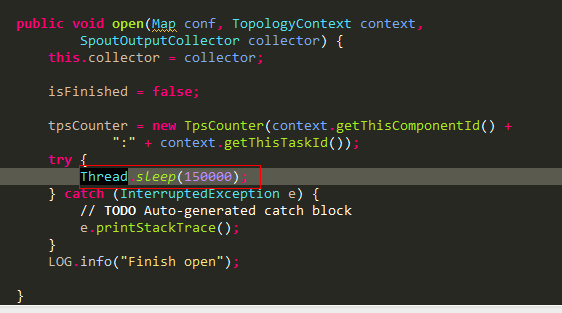 public void open(Map conf, TopologyContext context,
SpoutOutputCollector collector) {
this.collector = collector;
isFinished = false;
tpsCounter = new TpsCounter(context.getThisComponentId() +
":" + context.getThisTaskId());
try {
Thread.sleep(150000);
} catch (InterruptedException e) {
// TODO Auto-generated catch block
e.printStackTrace();
}
LOG.info("Finish open");
}